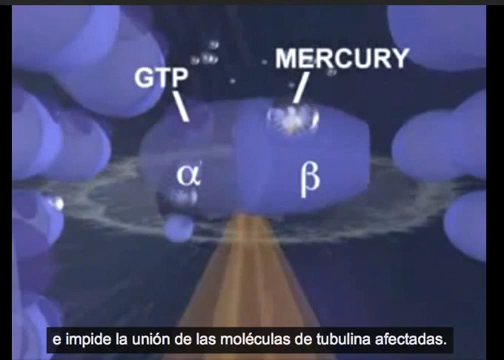 MERCURY
GTP
α β
e impide la unión de las moléculas de tubulina afectadas.